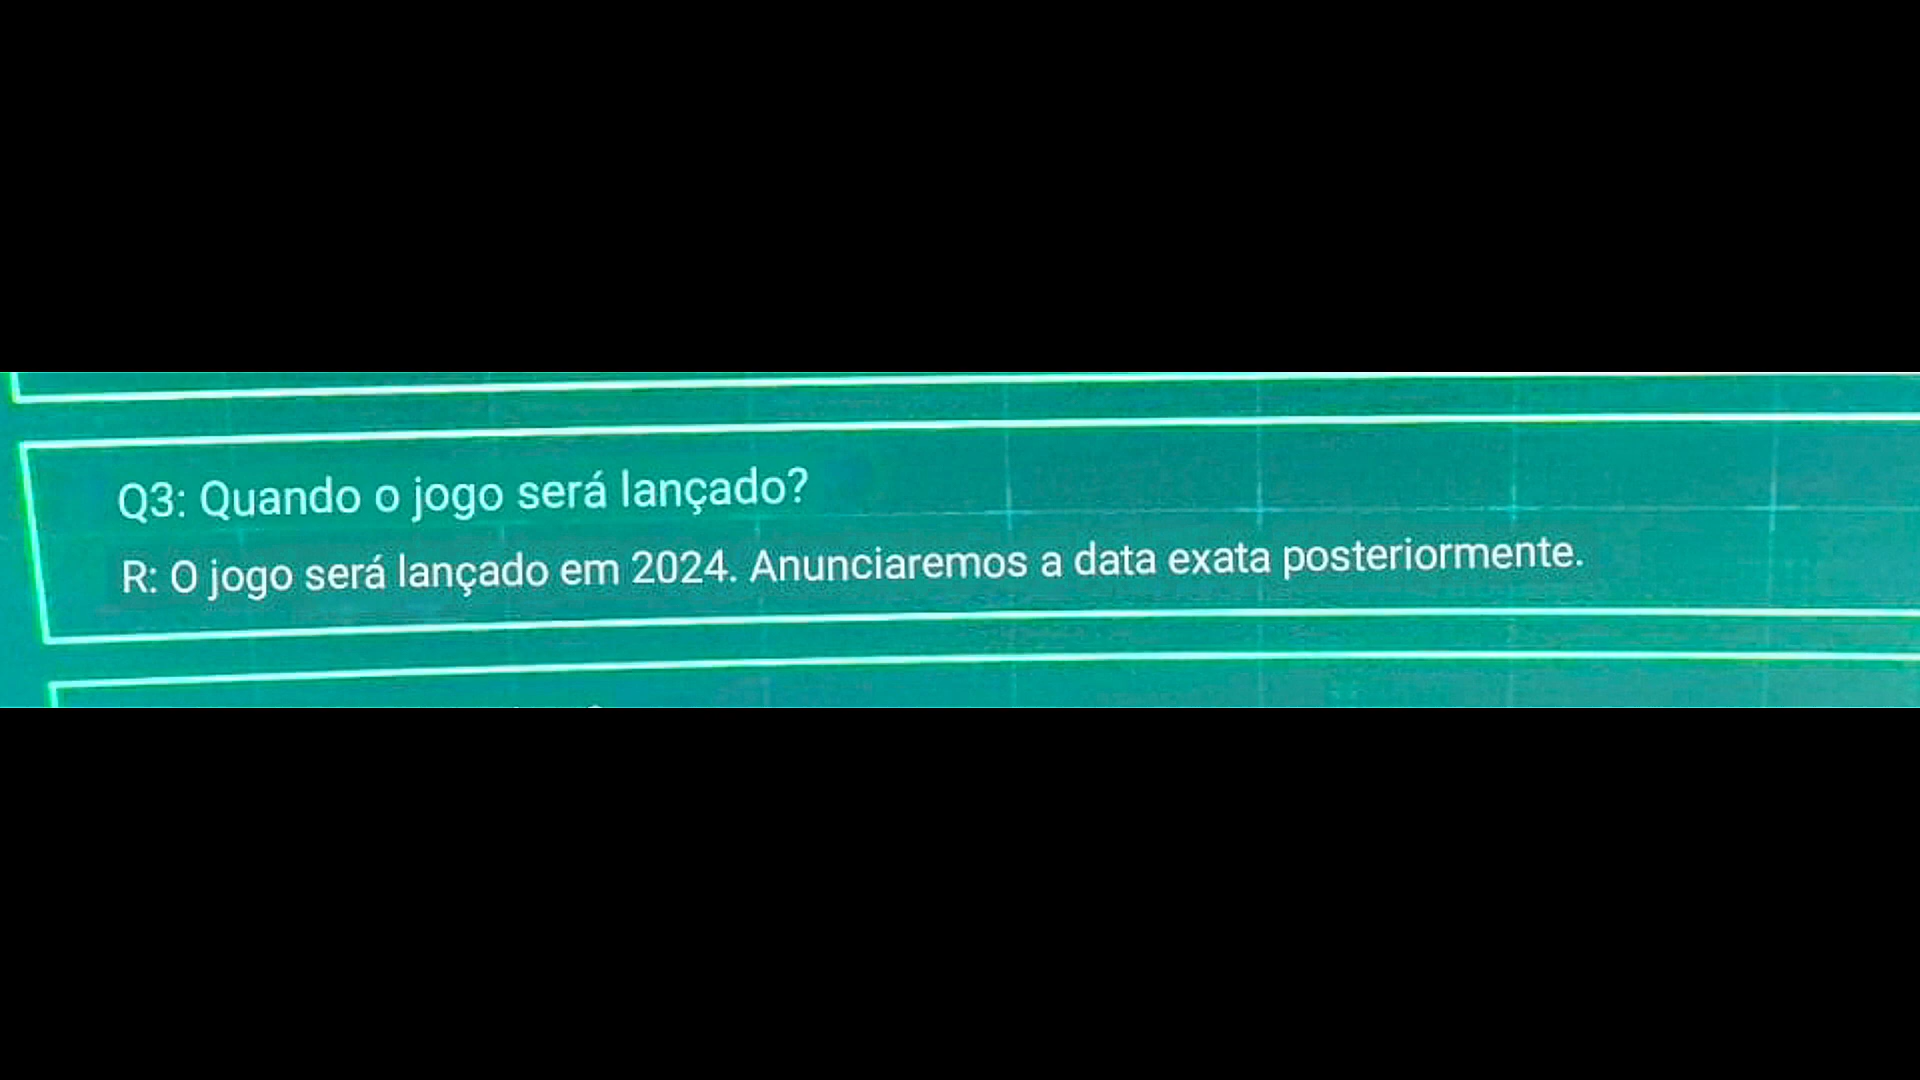 Q3: Quando o jogo será lançado?
R: O jogo será lançado em 2024. Anunciaremos a data exata posteriormente.